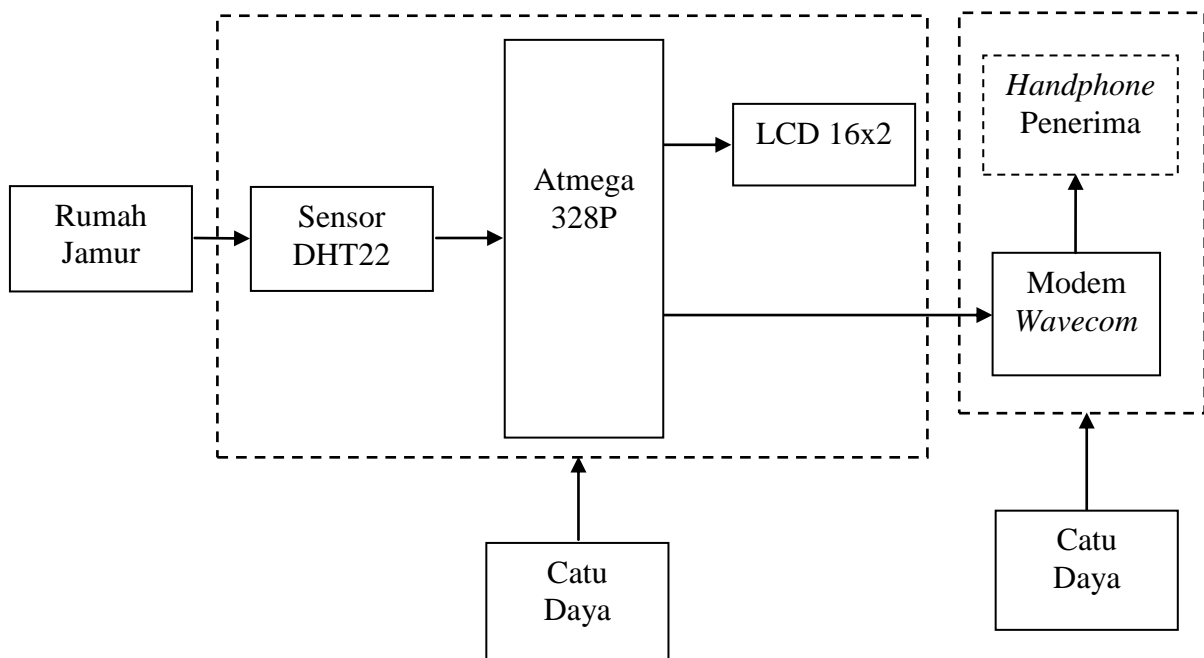 Rumah
Jamur
Sensor
DHT22
Atmega
328P
LCD 16x2
Handphone
Penerima
Modem
Wavecom
Catu
Daya
Catu
Daya